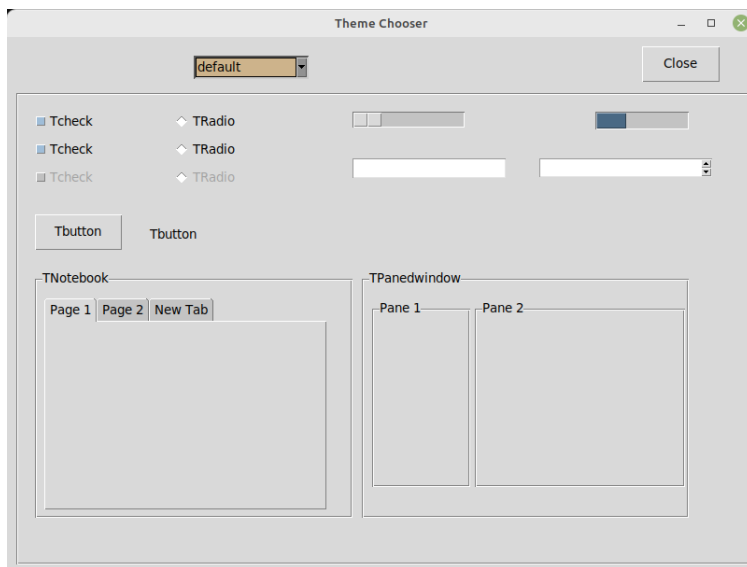 Theme Chooser
default
Close
Tcheck TRadio
Tcheck TRadio
Tcheck TRadio
Tbutton Tbutton
TNotebook TPanedwindow
Page 1 Page 2 New Tab Pane 1 Pane 2